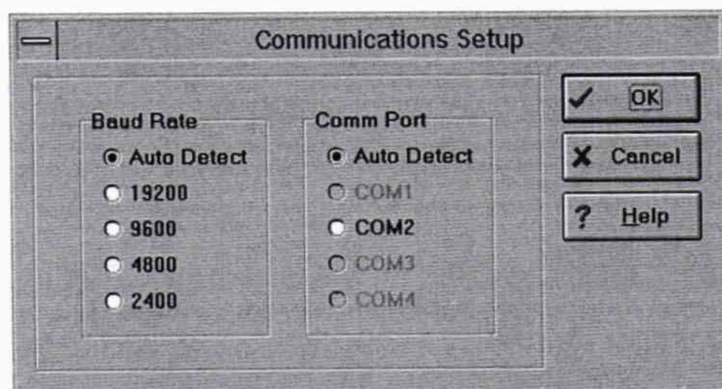 Communications Setup
Baud Rate
Auto Detect
19200
9600
4800
2400
Comm Port
Auto Detect
COM1
COM2
COM3
COM4
OK
Cancel
? Help